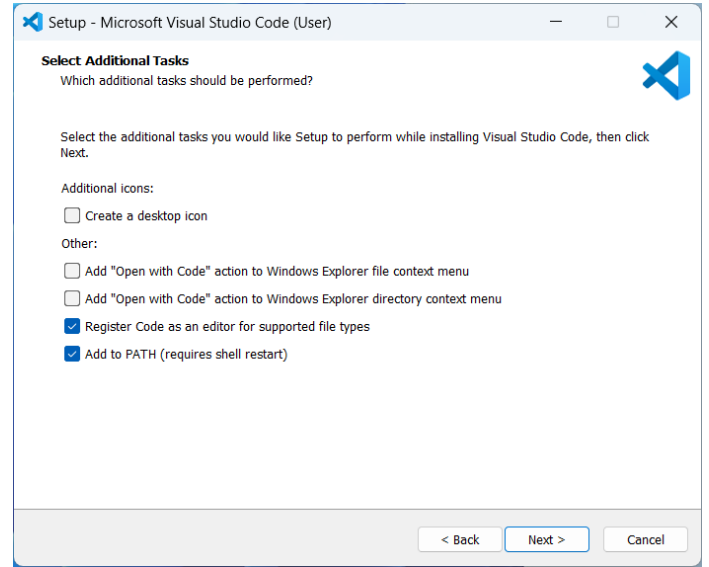 Setup - Microsoft Visual Studio Code (User)
Select Additional Tasks
Which additional tasks should be performed?
Select the additional tasks you would like Setup to perform while installing Visual Studio Code, then click
Next.
Additional icons:
Create a desktop icon
Other:
Add "Open with Code" action to Windows Explorer file context menu
Add "Open with Code" action to Windows Explorer directory context menu
Register Code as an editor for supported file types
Add to PATH (requires shell restart)
< Back Next > Cancel